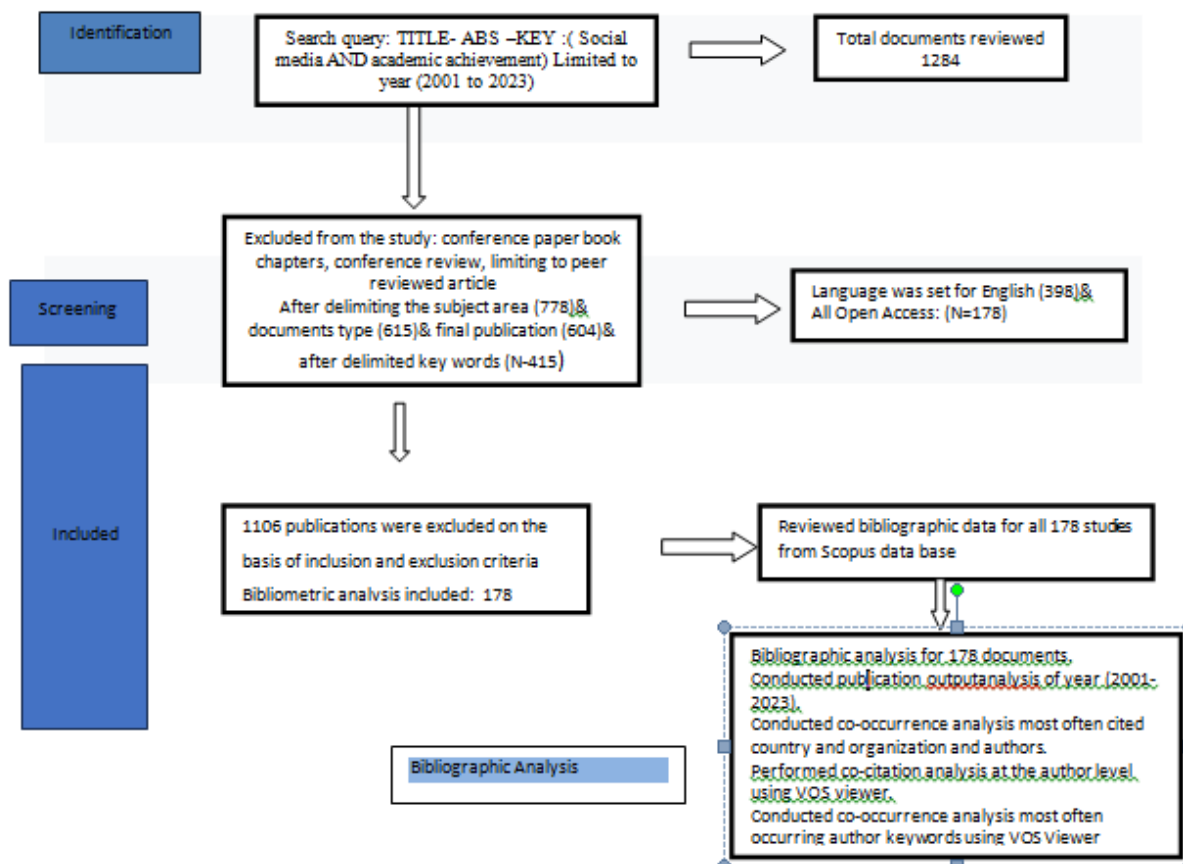 Identification
Search query: TITLE- ABS –KEY :( Social
media AND academic achievement) Limited to
year (2001 to 2023)
Total documents reviewed
1284
Excluded from the study: conference paper book
chapters, conference review, limiting to peer
reviewed article
After delimiting the subject area (778)&
documents type (615)& final publication (604)&
after delimited key words (N-415)
Screening
Language was set for English (398)&
All Open Access: (N=178)
Included
1106 publications were excluded on the
basis of inclusion and exclusion criteria
Bibliometric analysis included: 178
Reviewed bibliographic data for all 178 studies
from Scopus data base
Bibliographic analysis for 178 documents.
Conducted publication outputanalysis of year (2001-
2023).
Conducted co-occurrence analysis most often cited
country and organization and authors.
Performed co-citation analysis at the author level
using VOS viewer.
Conducted co-occurrence analysis most often
occurring author keywords using VOS Viewer
Bibliographic Analysis